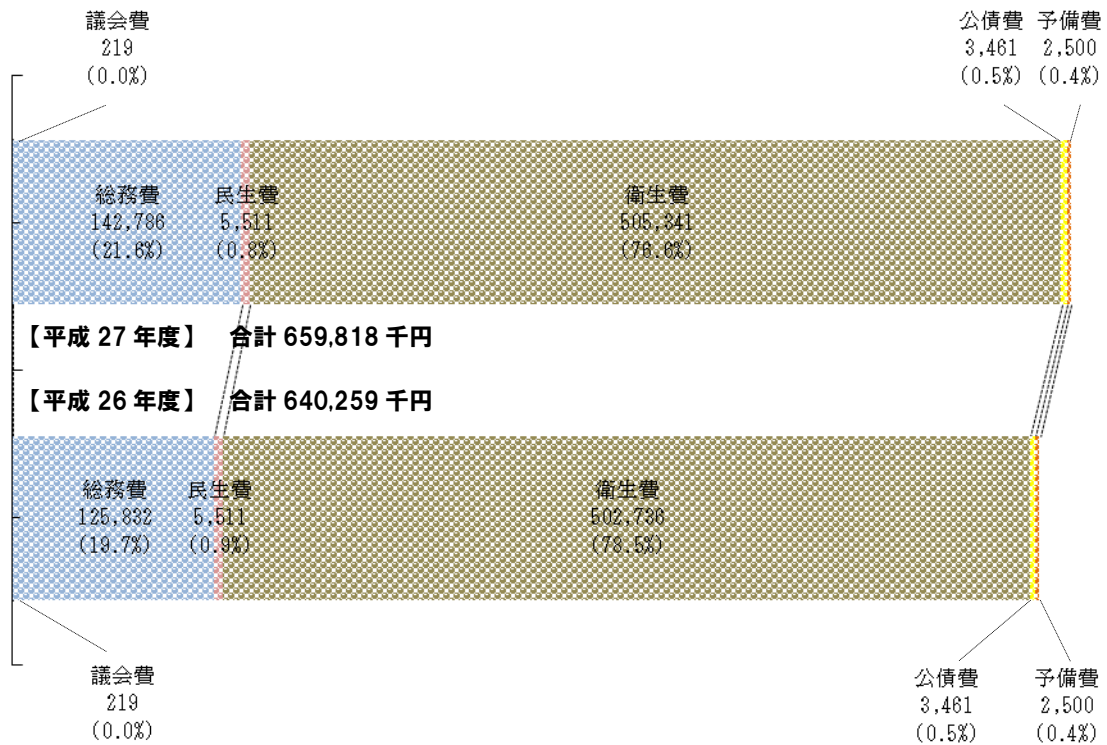 議会費
219
(0.0%)
公債費
3,461
(0.5%)
予備費
2,500
(0.4%)
総務費
142,786
(21.6%)
民生費
5,511
(0.8%)
衛生費
505,341
(76.6%)
【平成 27 年度】　合計 659,818 千円
【平成 26 年度】　合計 640,259 千円
総務費
125,832
(19.7%)
民生費
5,511
(0.9%)
衛生費
502,736
(78.5%)
議会費
219
(0.0%)
公債費
3,461
(0.5%)
予備費
2,500
(0.4%)